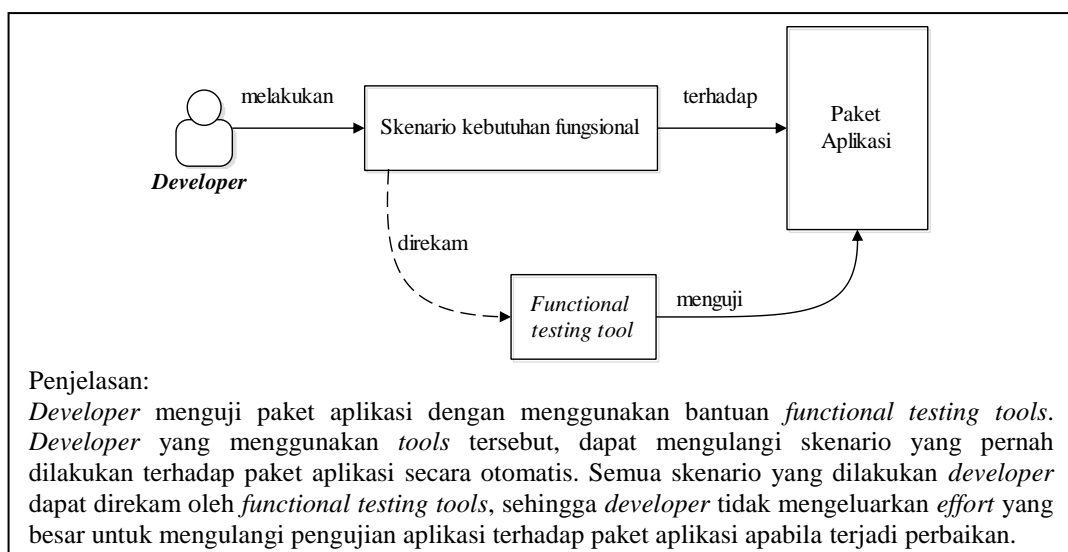 melakukan
Skenario kebutuhan fungsional
terhadap
Paket
Aplikasi
Developer
direkam
Functional
testing tool
menguji
Penjelasan:
Developer menguji paket aplikasi dengan menggunakan bantuan functional testing tools.
Developer yang menggunakan tools tersebut, dapat mengulangi skenario yang pernah
dilakukan terhadap paket aplikasi secara otomatis. Semua skenario yang dilakukan developer
dapat direkam oleh functional testing tools, sehingga developer tidak mengeluarkan effort yang
besar untuk mengulangi pengujian aplikasi terhadap paket aplikasi apabila terjadi perbaikan.